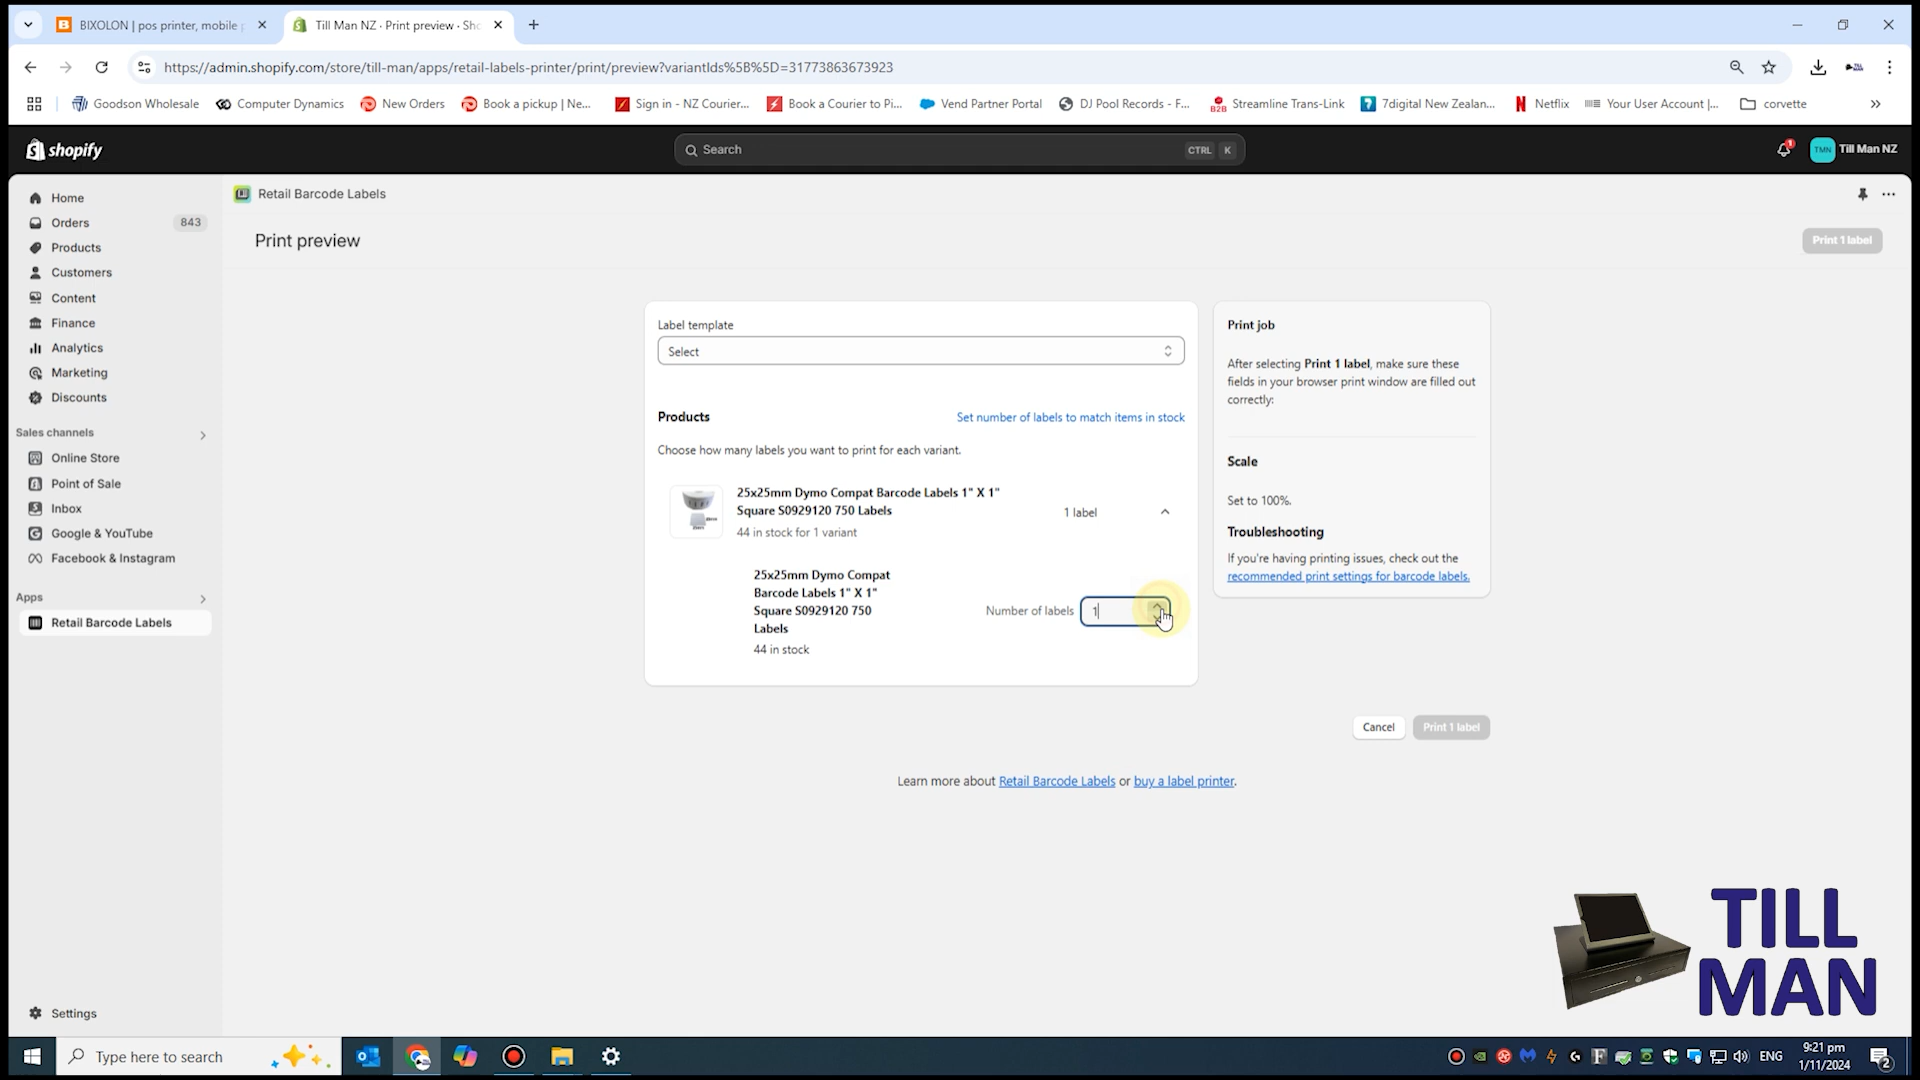 BIXOLON | pos printer, mobile p
Till Man NZ · Print preview · Sho
https://admin.shopify.com/store/till-man/apps/retail-labels-printer/print/preview?variantIds%5B%5D=31773863673923
Goodson Wholesale
Computer Dynamics
New Orders
Book a pickup | Ne...
Sign in - NZ Courier...
Book a Courier to Pi...
Vend Partner Portal
B2B
DJ Pool Records - F...
Streamline Trans-Link
7digital New Zealan...
Netflix
Your User Account |...
corvette
shopify
Search
CTRL K
1
TMN
Till Man NZ
Home
Orders 843
Products
Customers
Content
Finance
Analytics
Marketing
Discounts
Sales channels
Online Store
Point of Sale
Inbox
Google & YouTube
Facebook & Instagram
Apps
Retail Barcode Labels
Settings
Retail Barcode Labels
Print preview
Print 1 label
Label template
Select
Products
Set number of labels to match items in stock
Choose how many labels you want to print for each variant.
25x25mm Dymo Compat Barcode Labels 1" X 1"
Square S0929120 750 Labels
44 in stock for 1 variant
1 label
25x25mm Dymo Compat
Barcode Labels 1" X 1"
Square S0929120 750
Labels
44 in stock
Number of labels
1
Print job
After selecting Print 1 label, make sure these
fields in your browser print window are filled out
correctly:
Scale
Set to 100%.
Troubleshooting
If you're having printing issues, check out the
recommended print settings for barcode labels.
Cancel
Print 1 label
Learn more about Retail Barcode Labels or buy a label printer.
TILL
MAN
Type here to search
ENG
9:21 pm
1/11/2024
2